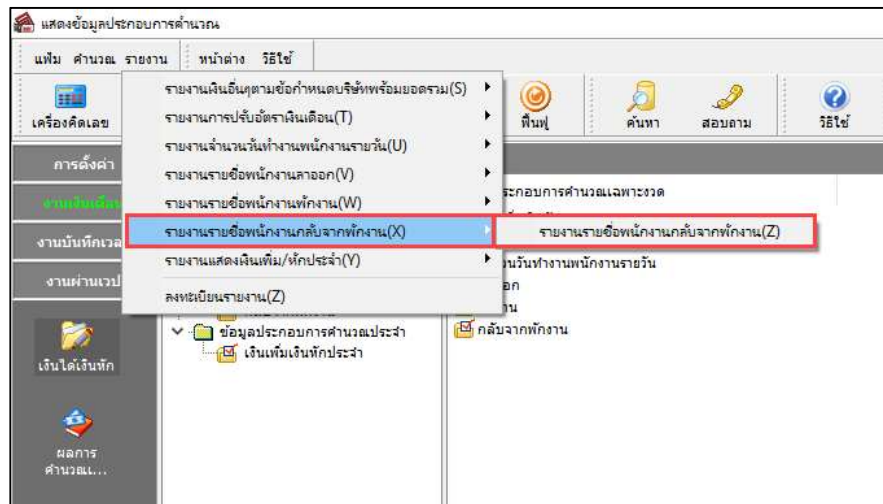 แสดงข้อมูลประกอบการคำนวณ
แฟ้ม คำนวณ รายงาน หน้าต่าง วิธีใช้
เครื่องคิดเลข ฟื้นฟู ค้นหา สอบถาม วิธีใช้
รายงานเงินอื่นๆตามข้อกำหนดบริษัทพร้อมยอดรวม(S)
รายงานการปรับอัตราเงินเดือน(T)
รายงานจำนวนวันทำงานพนักงานรายวัน(U)
รายงานรายชื่อพนักงานลาออก(V)
รายงานรายชื่อพนักงานพักงาน(W)
รายงานรายชื่อพนักงานกลับจากพักงาน(X)
รายงานรายชื่อพนักงานกลับจากพักงาน(Z)
รายงานแสดงเงินเพิ่ม/หักประจำ(Y)
ลงทะเบียนรายงาน(Z)
การตั้งค่า
งานเงินเดือน
งานบันทึกเวลา
งานผ่านเวป
เงินได้เงินหัก
ผลการ
คำนวณเ...
ข้อมูลประกอบการคำนวณประจำ
เงินเพิ่มเงินหักประจำ
ระกอบการคำนวณเฉพาะงวด
วนวันทำงานพนักงานรายวัน
อก
งาน
กลับจากพักงาน